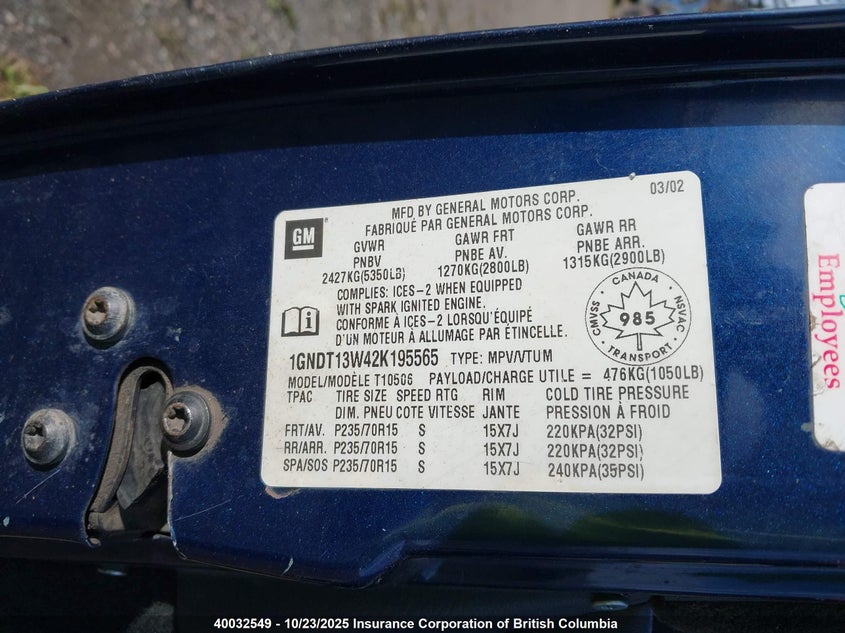 03/02
MFD BY GENERAL MOTORS CORP.
FABRIQUÉ PAR GENERAL MOTORS CORP.
GM
GVWR GAWR FRT GAWR RR
PNBV PNBE AV. PNBE ARR.
2427KG(5350LB) 1270KG(2800LB) 1315KG(2900LB)
COMPLIES: ICES-2 WHEN EQUIPPED
WITH SPARK IGNITED ENGINE.
CONFORME À ICES-2 LORSQU'ÉQUIPÉ
D'UN MOTEUR A ALLUMAGE PAR ÉTINCELLE.
CANADA
CMVSS 985 NSVAC
TRANSPORT
1GNDT13W42K195565 TYPE: MPV/VTUM
MODEL/MODÈLE T10506 PAYLOAD/CHARGE UTILE = 476KG(1050LB)
TPAC TIRE SIZE SPEED RTG RIM COLD TIRE PRESSURE
DIM. PNEU COTE VITESSE JANTE PRESSION À FROID
FRT/AV. P235/70R15 S 15X7J 220KPA(32PSI)
RR/ARR. P235/70R15 S 15X7J 220KPA(32PSI)
SPA/SOS P235/70R15 S 15X7J 240KPA(35PSI)
Employees
40032549 - 10/23/2025 Insurance Corporation of British Columbia